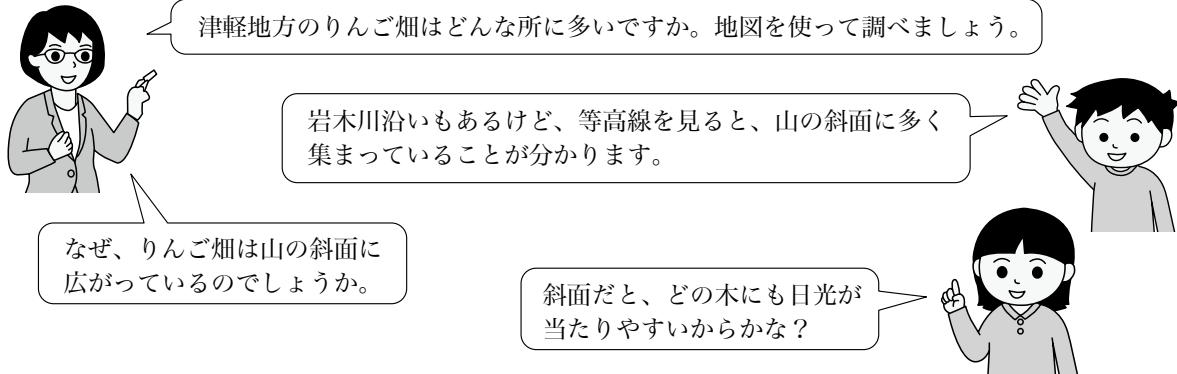 津軽地方のりんご畑はどんな所に多いですか。地図を使って調べましょう。
岩木川沿いもあるけど、等高線を見ると、山の斜面に多く
集まっていることが分かります。
なぜ、りんご畑は山の斜面に
広がっているのでしょうか。
斜面だと、どの木にも日光が
当たりやすいからかな？